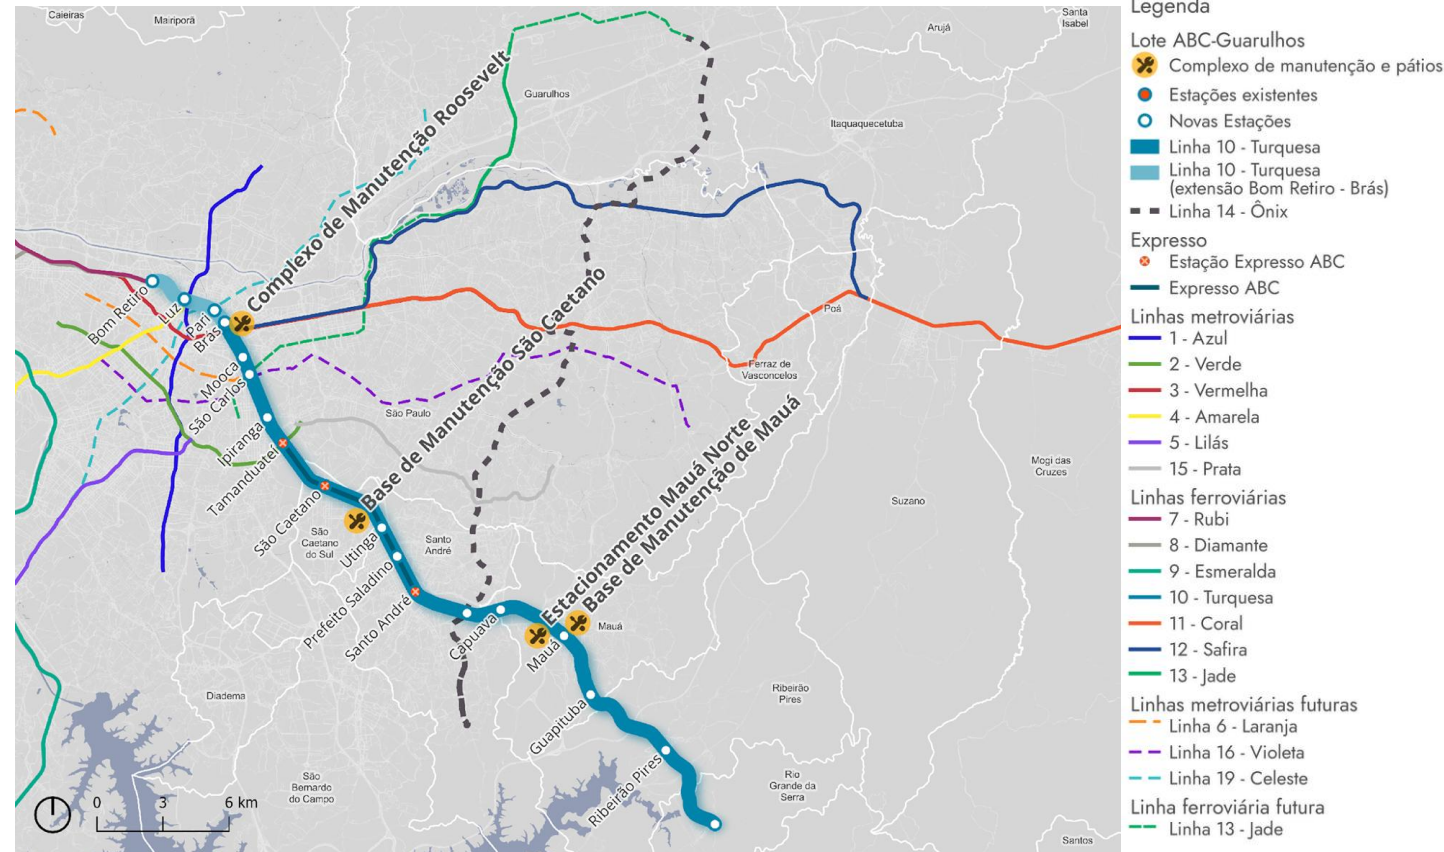 Caieiras
Mairiporã
Arujá
Santa
Isabel
Guarulhos
Itaquaquecetuba
Complexo de Manutenção Roosevelt
Bom Retiro
Luz
Pari
Brás
Mooca
São Carlos
Ipiranga
Tamanduateí
São Caetano
Utinga
Prefeito Saladino
Santo André
Capuava
Mauá
Guapituba
Ribeirão Pires
Base de Manutenção São Caetano
Estacionamento Mauá Norte
Base de Manutenção de Mauá
Poá
Ferraz de
Vasconcelos
São Paulo
Mogi das
Cruzes
Suzano
São
Caetano
do Sul
Santo
André
Mauá
Diadema
Ribeirão
Pires
São
Bernardo
do Campo
Rio
Grande da
Serra
Santos
0 3 6 km
Legenda
Lote ABC-Guarulhos
Complexo de manutenção e pátios
Estações existentes
Novas Estações
Linha 10 - Turquesa
Linha 10 - Turquesa
(extensão Bom Retiro - Brás)
Linha 14 - Ônix
Expresso
Estação Expresso ABC
Expresso ABC
Linhas metroviárias
1 - Azul
2 - Verde
3 - Vermelha
4 - Amarela
5 - Lilás
15 - Prata
Linhas ferroviárias
7 - Rubi
8 - Diamante
9 - Esmeralda
10 - Turquesa
11 - Coral
12 - Safira
13 - Jade
Linhas metroviárias futuras
Linha 6 - Laranja
Linha 16 - Violeta
Linha 19 - Celeste
Linha ferroviária futura
Linha 13 - Jade